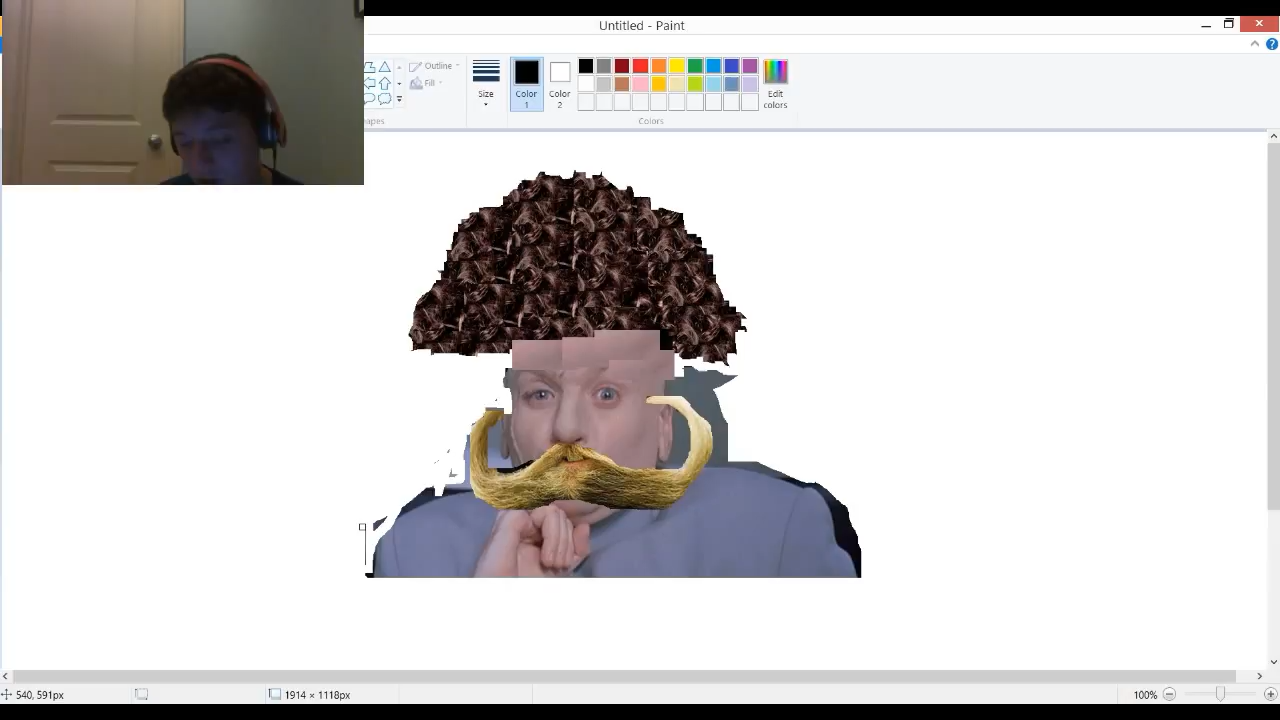 Untitled - Paint
Outline
Fill
Size
Color
1
Color
2
Edit
colors
apes
Colors
540, 591px
1914 × 1118px
100%